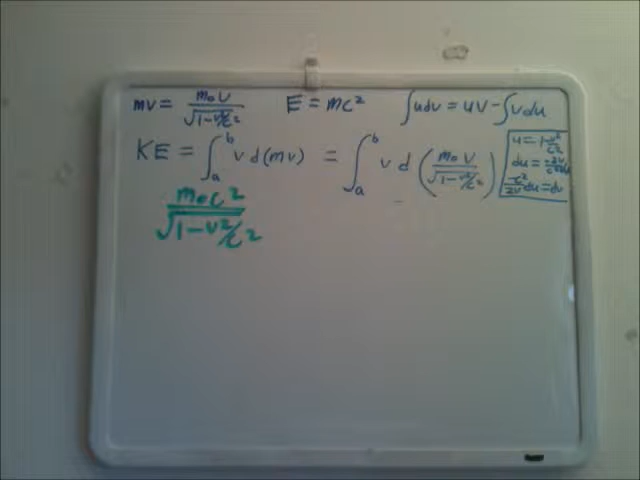 mv = m₀v/√(1-v²/c²) E = mc² ∫udv = uv - ∫vdu
KE = ∫ₐᵇ v d(mv) = ∫ₐᵇ v d(m₀v/√(1-v²/c²))
u = 1-v²/c²
du = -2v/c² dv
-c²/2v du = dv
m₀c²/√(1-v²/c²)